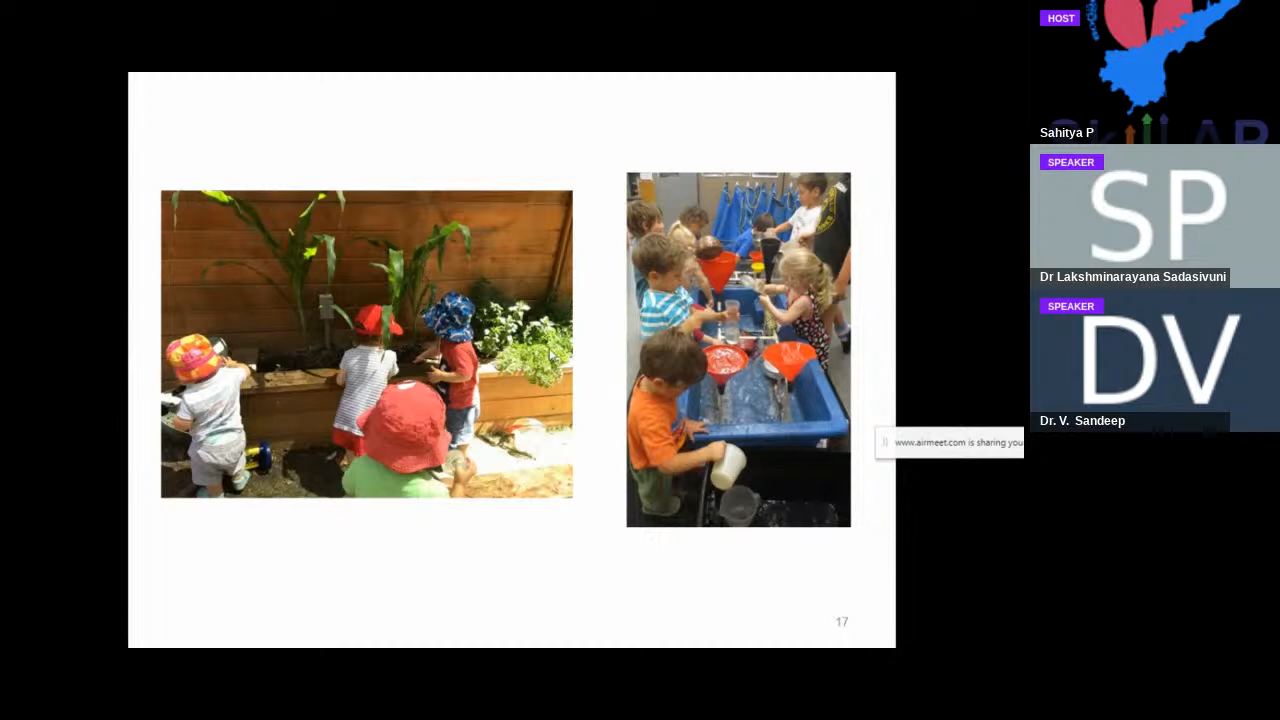 HOST
Sahitya P
SPEAKER
SP
Dr Lakshminarayana Sadasivuni
SPEAKER
DV
Dr. V. Sandeep
www.airmeet.com is sharing you
17